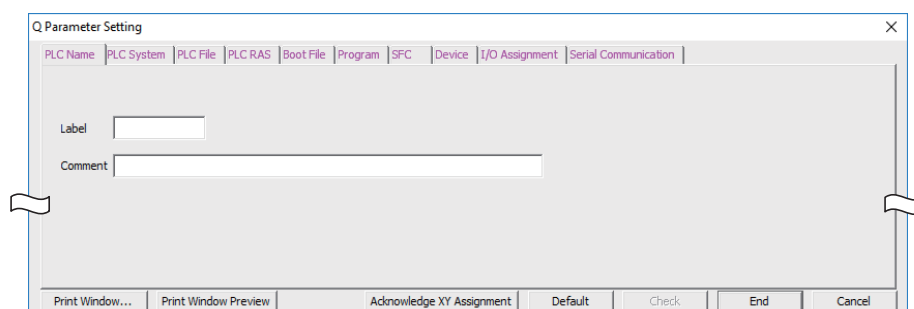 Q Parameter Setting
PLC Name PLC System PLC File PLC RAS Boot File Program SFC Device I/O Assignment Serial Communication
Label
Comment
Print Window... Print Window Preview Acknowledge XY Assignment Default Check End Cancel